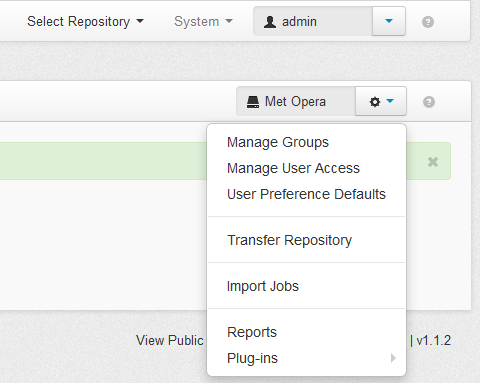 Select Repository System admin
Met Opera
Manage Groups
Manage User Access
User Preference Defaults
Transfer Repository
Import Jobs
Reports
View Public | v1.1.2
Plug-ins